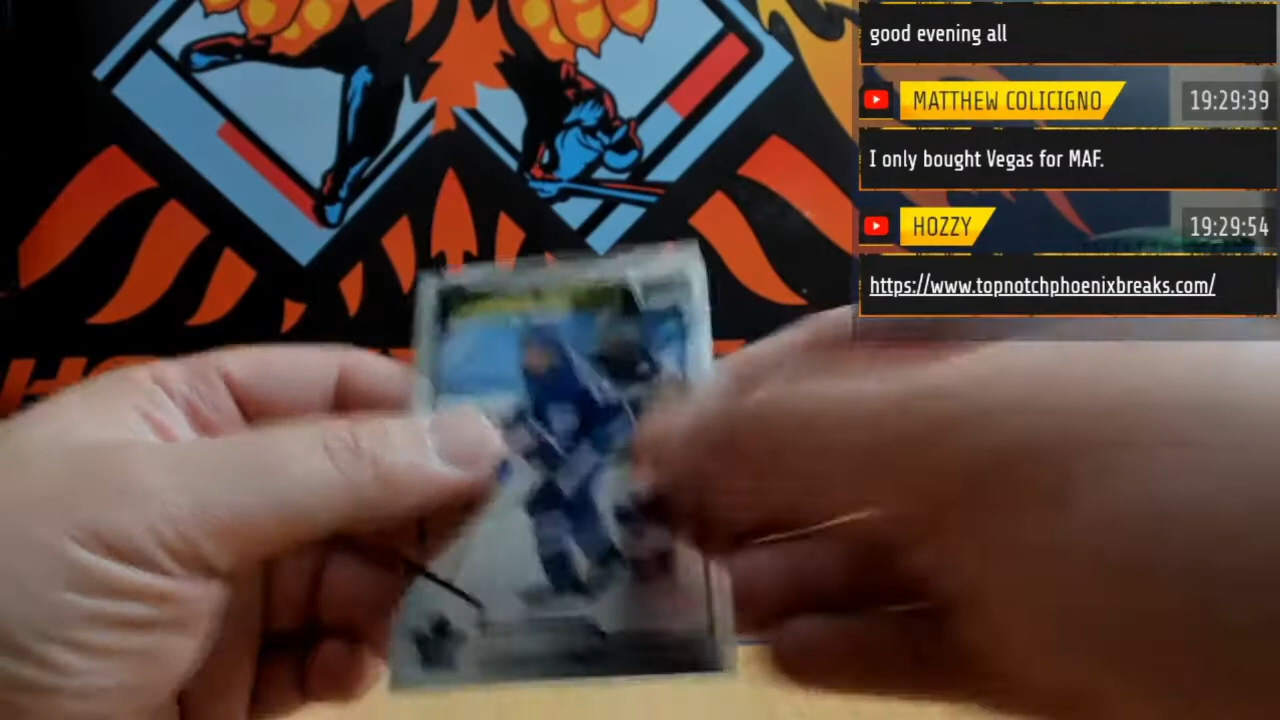 good evening all
MATTHEW COLICIGNO
19:29:39
I only bought Vegas for MAF.
HOZZY
19:29:54
https://www.topnotchphoenixbreaks.com/